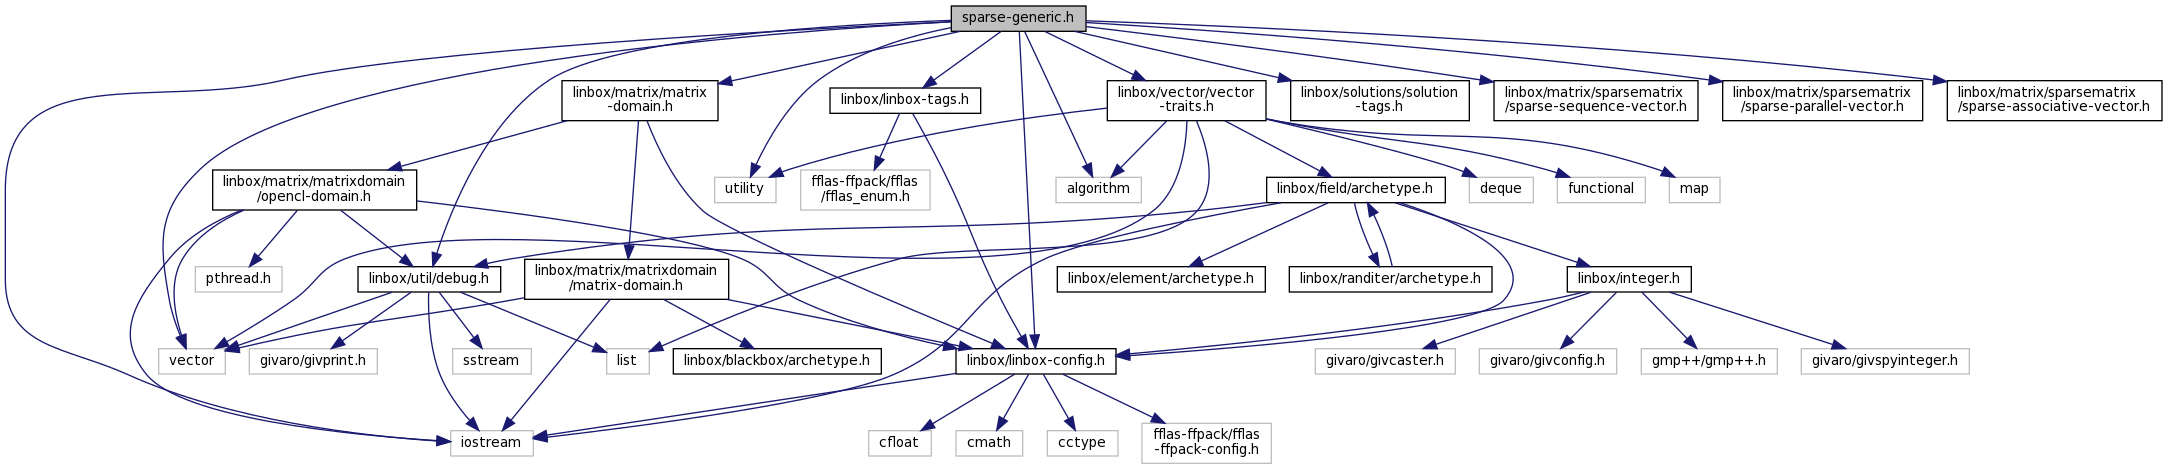 sparse-generic.h
linbox/matrix/matrix
-domain.h
linbox/linbox-tags.h
linbox/vector/vector
-traits.h
linbox/solutions/solution
-tags.h
linbox/matrix/sparsematrix
/sparse-sequence-vector.h
linbox/matrix/sparsematrix
/sparse-parallel-vector.h
linbox/matrix/sparsematrix
/sparse-associative-vector.h
linbox/matrix/matrixdomain
/opencl-domain.h
utility
fflas-ffpack/fflas
/fflas_enum.h
algorithm
linbox/field/archetype.h
deque
functional
map
pthread.h
linbox/util/debug.h
linbox/matrix/matrixdomain
/matrix-domain.h
linbox/element/archetype.h
linbox/randiter/archetype.h
linbox/integer.h
vector
givaro/givprint.h
sstream
list
linbox/blackbox/archetype.h
linbox/linbox-config.h
givaro/givcaster.h
givaro/givconfig.h
gmp++/gmp++.h
givaro/givspyinteger.h
iostream
cfloat
cmath
cctype
fflas-ffpack/fflas
-ffpack-config.h